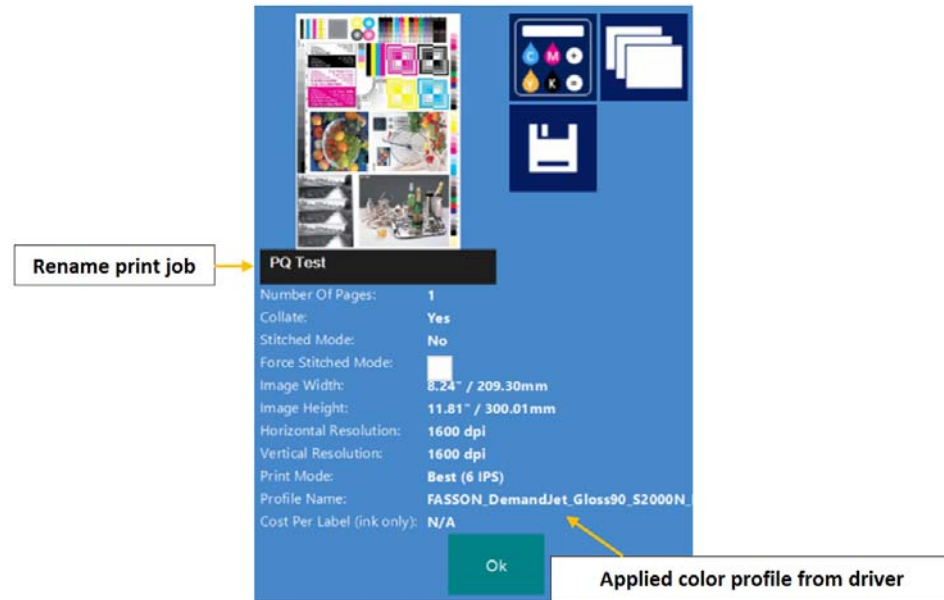 C M +
Y K =
Rename print job
PQ Test
Number Of Pages: 1
Collate: Yes
Stitched Mode: No
Force Stitched Mode:
Image Width: 8.24" / 209.30mm
Image Height: 11.81" / 300.01mm
Horizontal Resolution: 1600 dpi
Vertical Resolution: 1600 dpi
Print Mode: Best (6 IPS)
Profile Name: FASSON_DemandJet_Gloss90_S2000N_
Cost Per Label (ink only): N/A
Ok
Applied color profile from driver